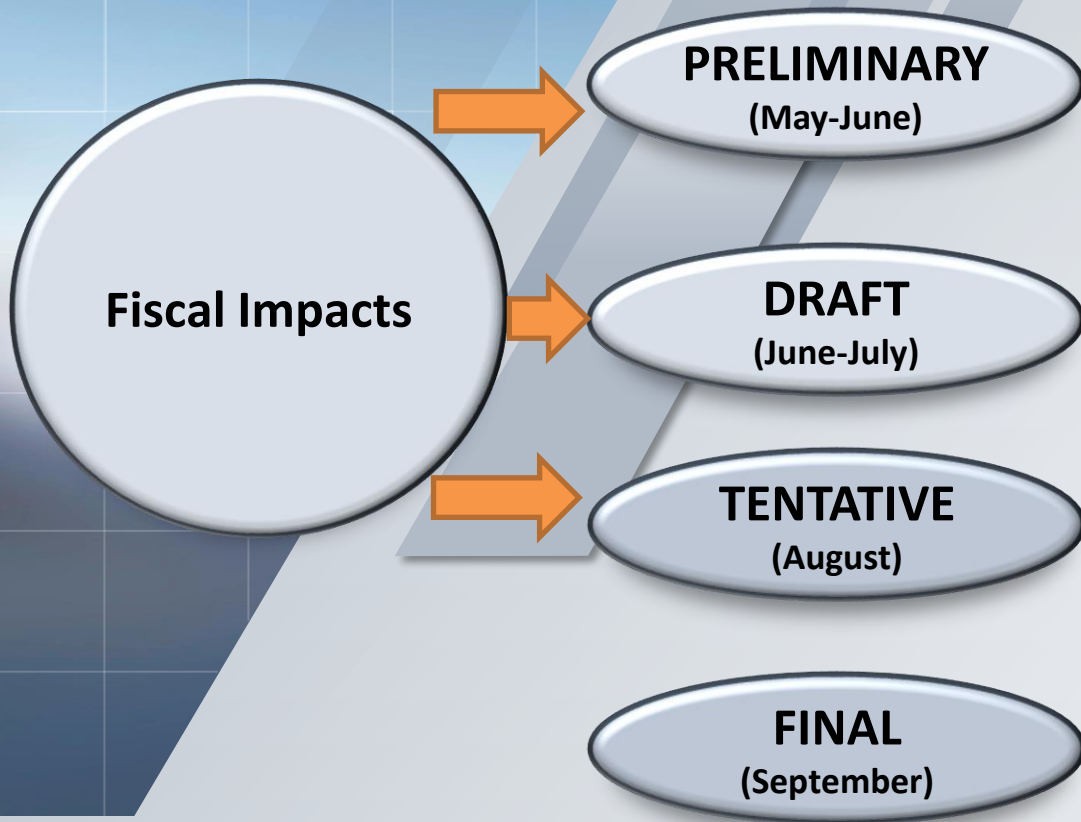 PRELIMINARY
(May-June)
Fiscal Impacts
DRAFT
(June-July)
TENTATIVE
(August)
FINAL
(September)